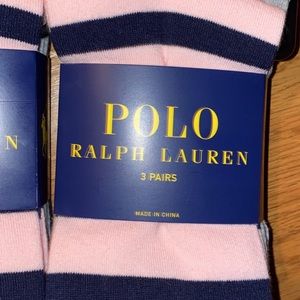 POLO
RALPH LAUREN
3 PAIRS
MADE IN CHINA
N